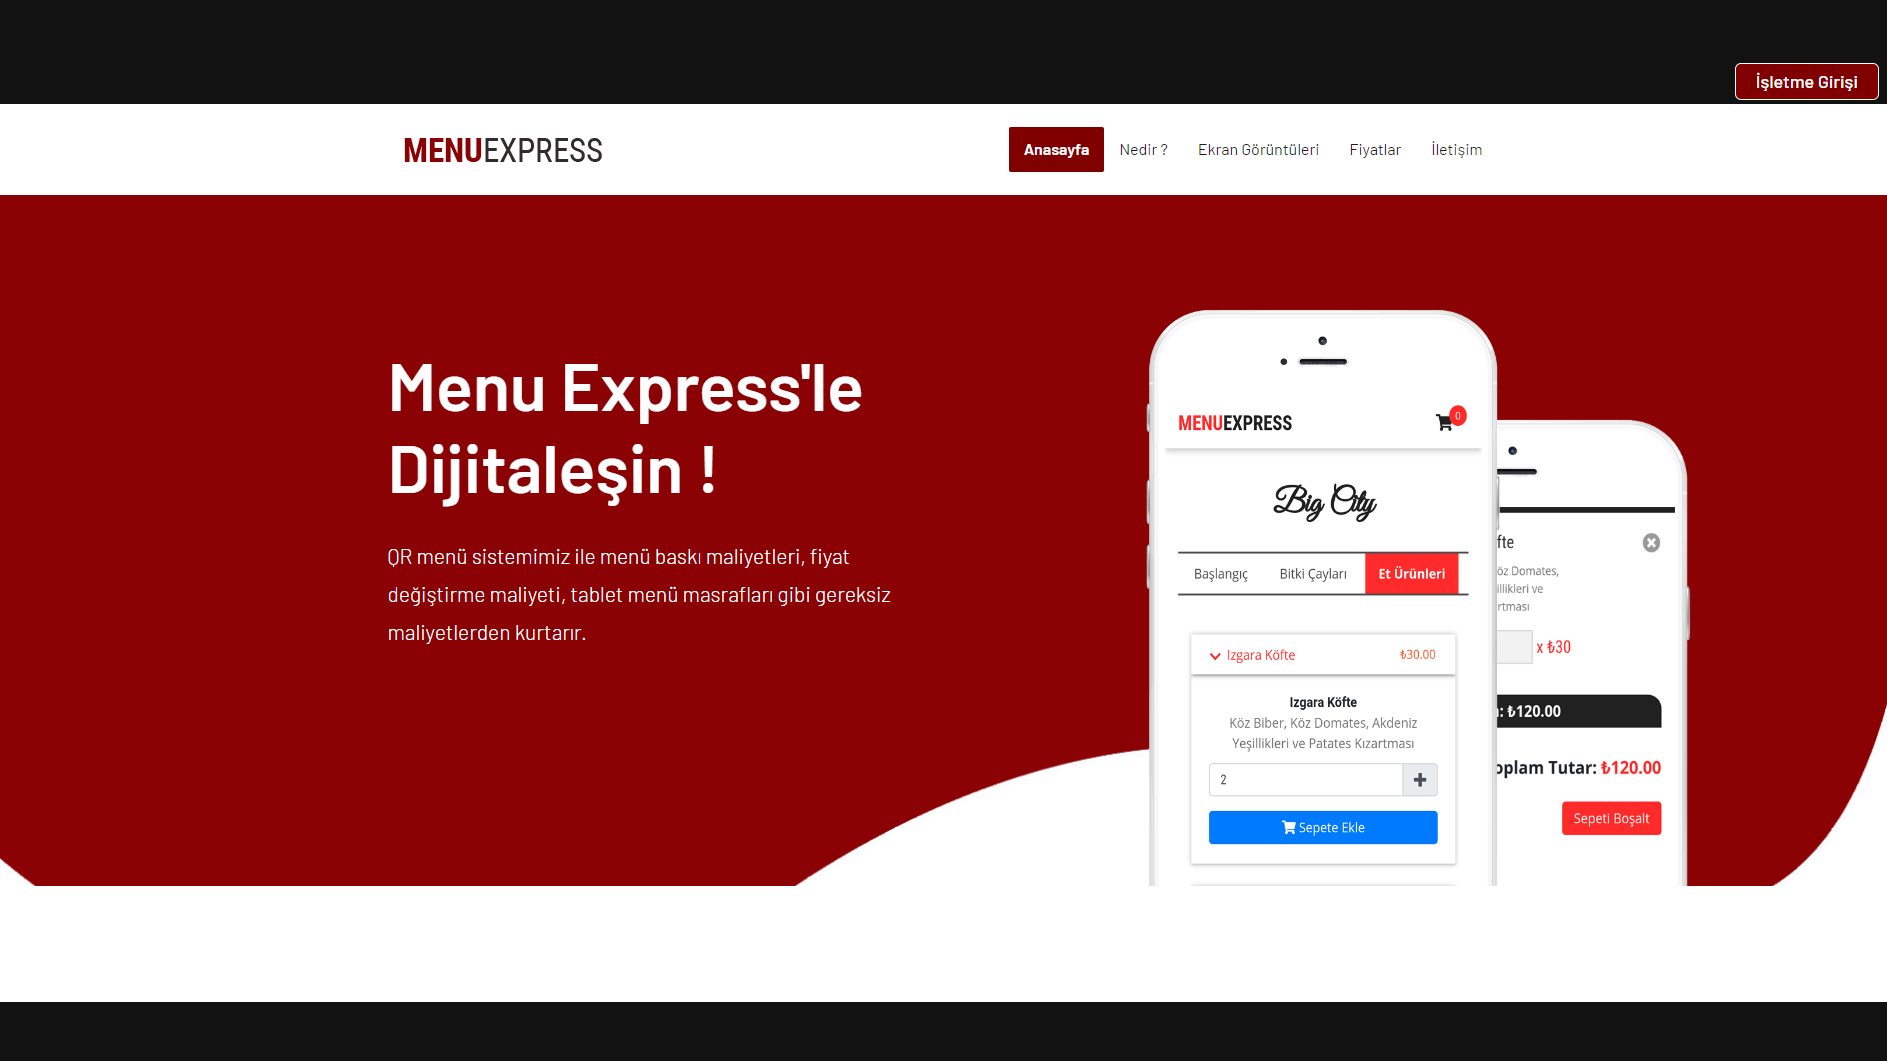 İşletme Girişi
MENUEXPRESS
Anasayfa
Nedir ?
Ekran Görüntüleri
Fiyatlar
İletişim
Menu Express'le
Dijitaleşin !
QR menü sistemimiz ile menü baskı maliyetleri, fiyat
değiştirme maliyeti, tablet menü masrafları gibi gereksiz
maliyetlerden kurtarır.
MENUEXPRESS
0
Big City
Başlangıç
Bitki Çayları
Et Ürünleri
Izgara Köfte
₺30.00
Izgara Köfte
Köz Biber, Köz Domates, Akdeniz
Yeşillikleri ve Patates Kızartması
2
Sepete Ekle
fte
öz Domates,
illikleri ve
rtması
x ₺30
: ₺120.00
oplam Tutar: ₺120.00
Sepeti Boşalt